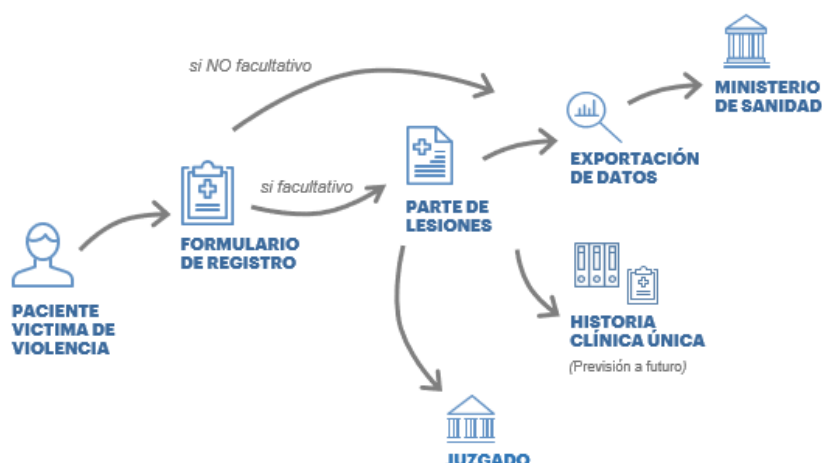 si NO facultativo
MINISTERIO
DE SANIDAD
EXPORTACIÓN
DE DATOS
si facultativo
PARTE DE
LESIONES
FORMULARIO
DE REGISTRO
PACIENTE
VICTIMA DE
VIOLENCIA
HISTORIA
CLÍNICA ÚNICA
(Previsión a futuro)
JUZGADO